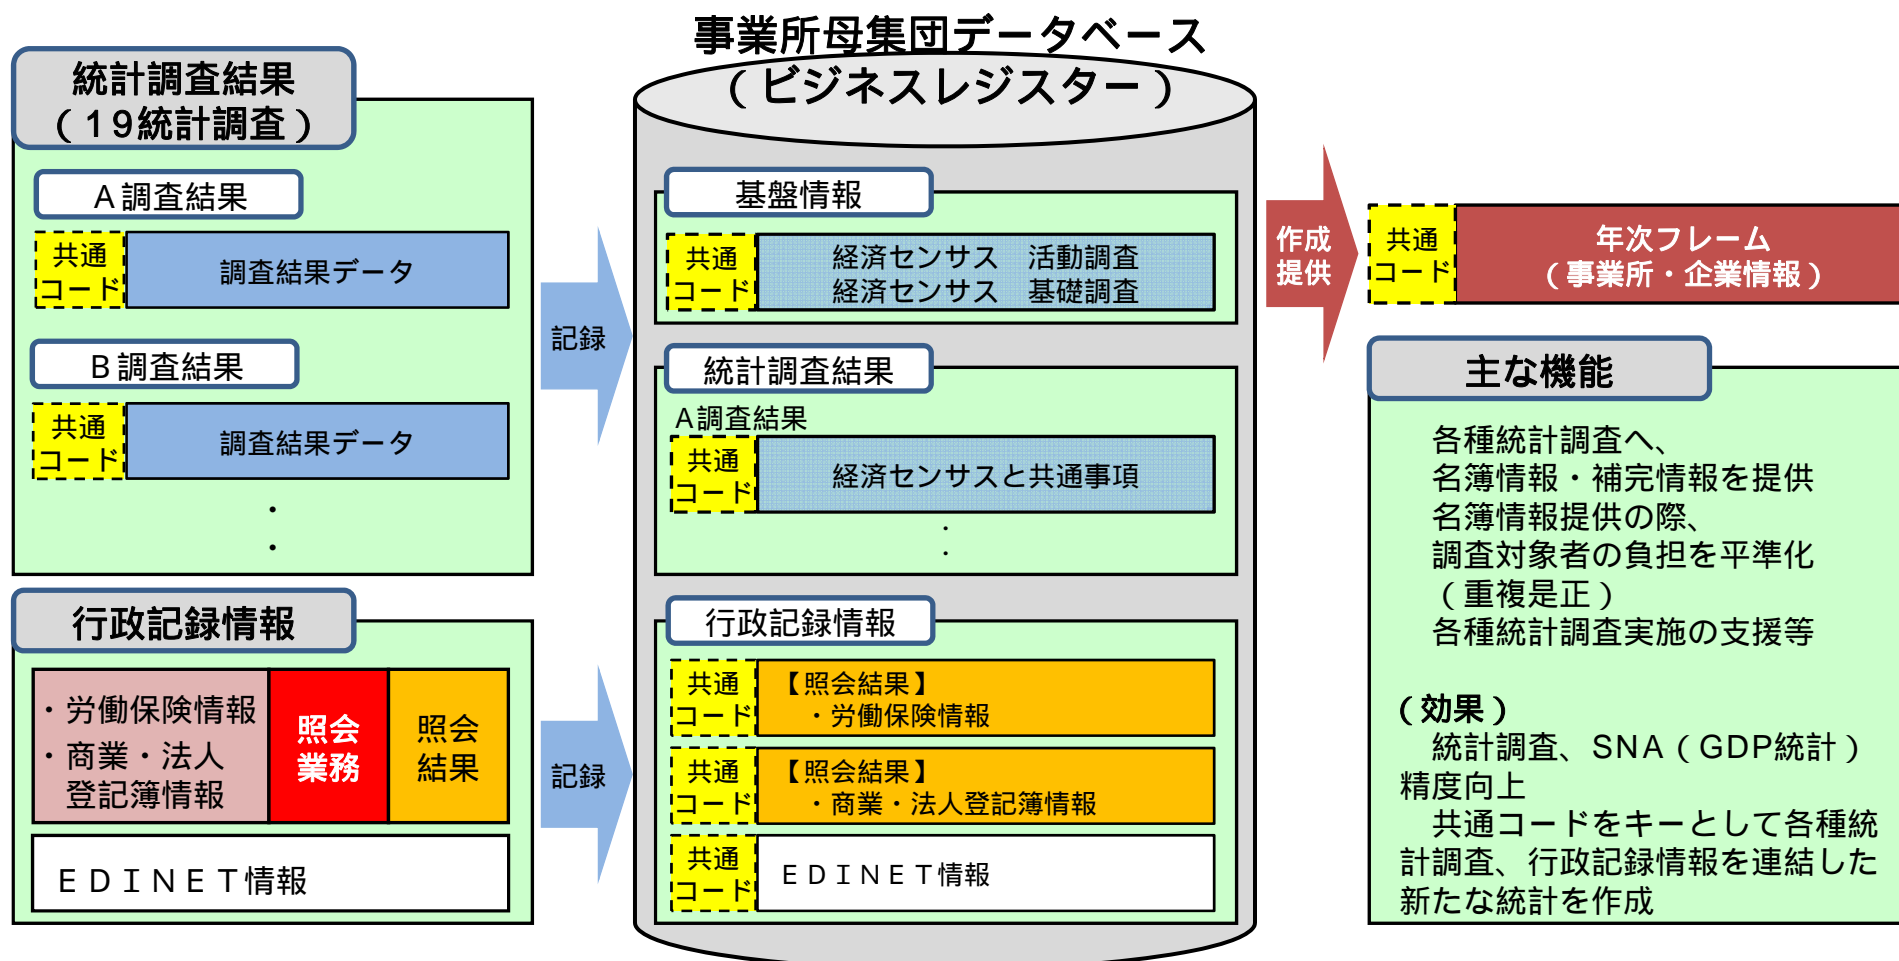 事業所母集団データベース
（ビジネスレジスター）
統計調査結果
（19統計調査）
A調査結果
共通
コード
調査結果データ
B調査結果
共通
コード
調査結果データ
・
・
行政記録情報
・労働保険情報
・商業・法人
登記簿情報
照会
業務
照会
結果
ＥＤＩＮＥＴ情報
記録
記録
基盤情報
共通
コード
経済センサス　活動調査
経済センサス　基礎調査
統計調査結果
A調査結果
共通
コード
経済センサスと共通事項
・
・
行政記録情報
共通
コード
【照会結果】
・労働保険情報
共通
コード
【照会結果】
・商業・法人登記簿情報
共通
コード
ＥＤＩＮＥＴ情報
作成
提供
共通
コード
年次フレーム
（事業所・企業情報）
主な機能
各種統計調査へ、
名簿情報・補完情報を提供
名簿情報提供の際、
調査対象者の負担を平準化
（重複是正）
各種統計調査実施の支援等
（効果）
統計調査、SNA（GDP統計）
精度向上
共通コードをキーとして各種統
計調査、行政記録情報を連結した
新たな統計を作成